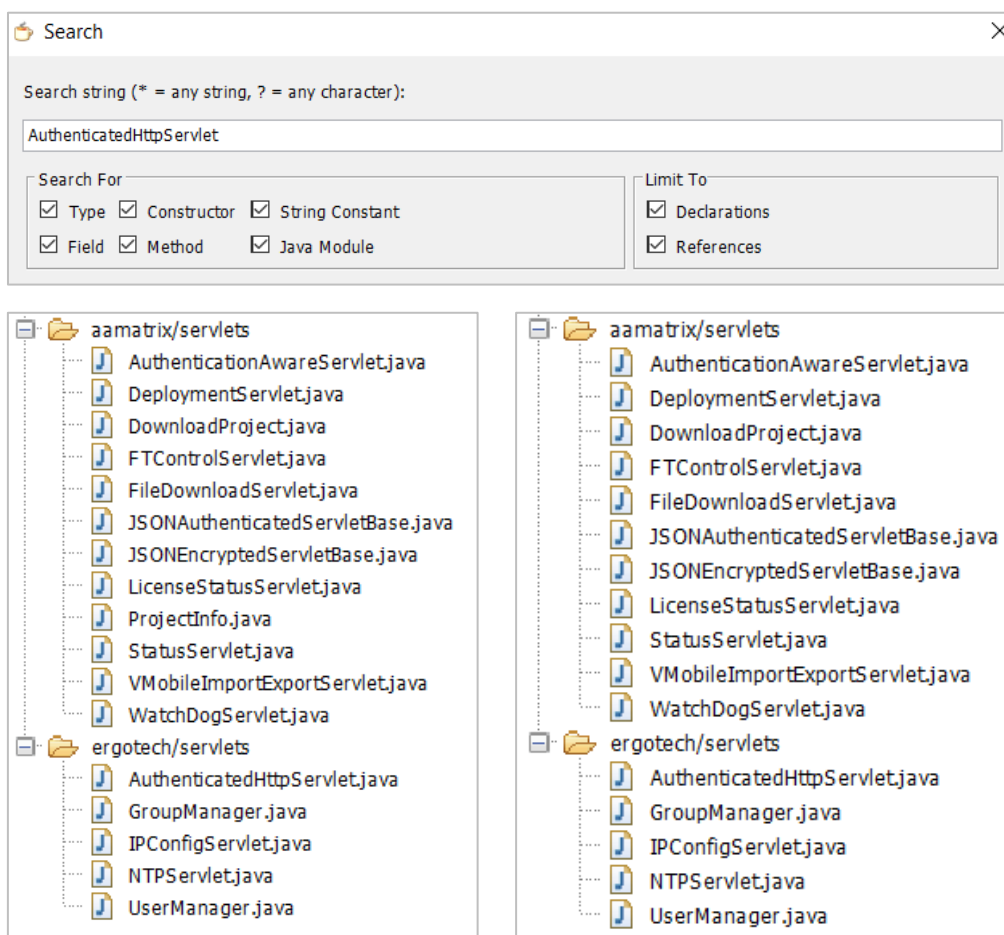 Search
Search string (* = any string, ? = any character):
AuthenticatedHttpServlet
Search For
Type Constructor String Constant
Field Method Java Module
Limit To
Declarations
References
aamatrix/servlets
AuthenticationAwareServlet.java
DeploymentServlet.java
DownloadProject.java
FTControlServlet.java
FileDownloadServlet.java
JSONAuthenticatedServletBase.java
JSONEncryptedServletBase.java
LicenseStatusServlet.java
ProjectInfo.java
StatusServlet.java
VMobileImportExportServlet.java
WatchDogServlet.java
ergotech/servlets
AuthenticatedHttpServlet.java
GroupManager.java
IPConfigServlet.java
NTPServlet.java
UserManager.java
aamatrix/servlets
AuthenticationAwareServlet.java
DeploymentServlet.java
DownloadProject.java
FTControlServlet.java
FileDownloadServlet.java
JSONAuthenticatedServletBase.java
JSONEncryptedServletBase.java
LicenseStatusServlet.java
StatusServlet.java
VMobileImportExportServlet.java
WatchDogServlet.java
ergotech/servlets
AuthenticatedHttpServlet.java
GroupManager.java
IPConfigServlet.java
NTPServlet.java
UserManager.java